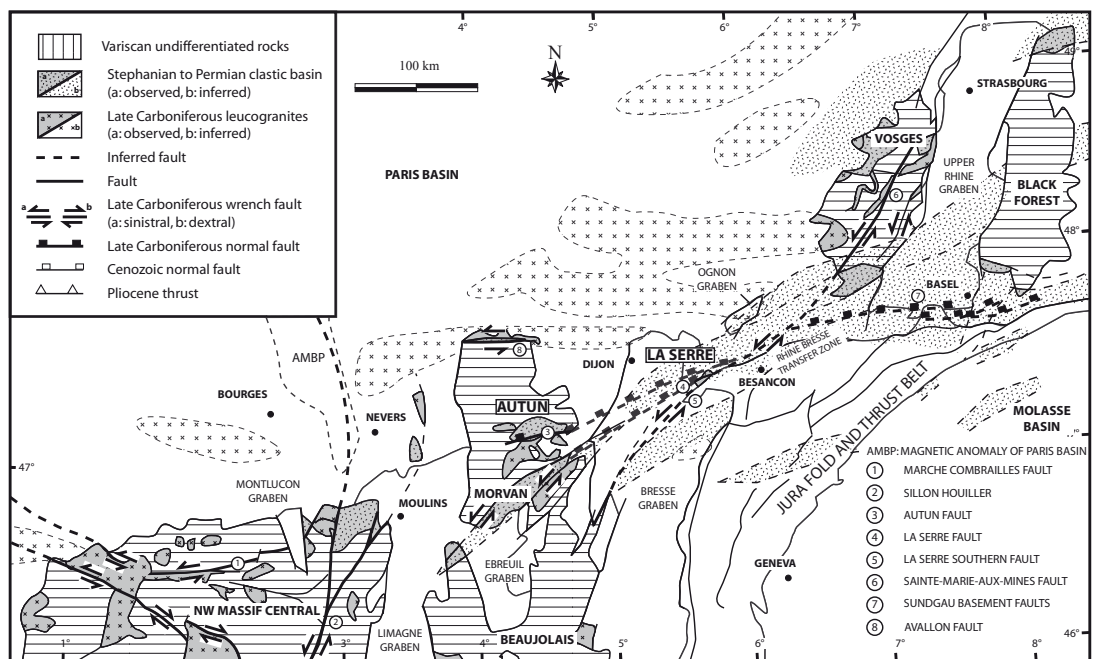 Variscan undifferentiated rocks
a
b
Stephanian to Permian clastic basin
(a: observed, b: inferred)
a
b
Late Carboniferous leucogranites
(a: observed, b: inferred)
Inferred fault
Fault
a
b
Late Carboniferous wrench fault
(a: sinistral, b: dextral)
Late Carboniferous normal fault
Cenozoic normal fault
Pliocene thrust
4°
5°
6°
7°
8°
100 km
N
49°
STRASBOURG
VOSGES
UPPER
RHINE
GRABEN
BLACK
FOREST
6
PARIS BASIN
48°
OGNON
GRABEN
BASEL
7
RHINE BRESSE
TRANSFER ZONE
AMBP
8
DIJON
LA SERRE
4
5
BESANCON
BOURGES
NEVERS
AUTUN
3
JURA FOLD AND THRUST BELT
MOLASSE
BASIN
47°
MONTLUCON
GRABEN
MOULINS
MORVAN
BRESSE
GRABEN
AMBP: MAGNETIC ANOMALY OF PARIS BASIN
1 MARCHE COMBRAILLES FAULT
2 SILLON HOUILLER
3 AUTUN FAULT
4 LA SERRE FAULT
5 LA SERRE SOUTHERN FAULT
6 SAINTE-MARIE-AUX-MINES FAULT
7 SUNDGAU BASEMENT FAULTS
8 AVALLON FAULT
1
EBREUIL
GRABEN
GENEVA
NW MASSIF CENTRAL
2
LIMAGNE
GRABEN
BEAUJOLAIS
1°
3°
5°
6°
7°
8°
46°